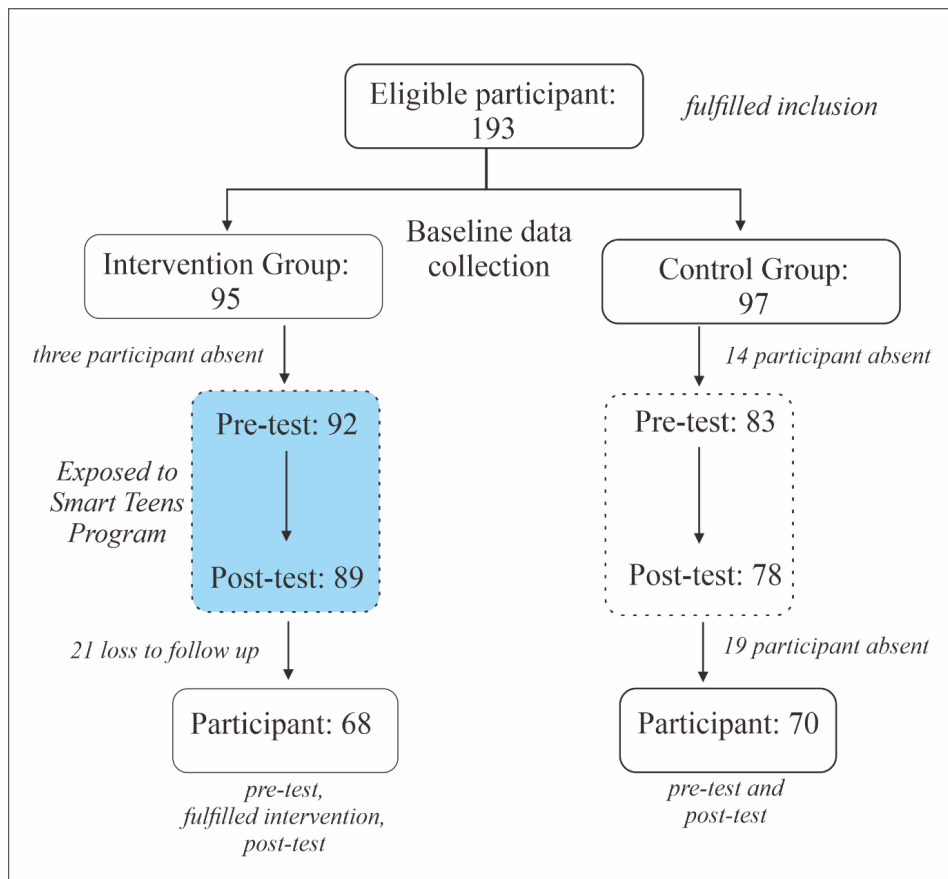 Eligible participant:
193
fulfilled inclusion
Baseline data
collection
Intervention Group:
95
Control Group:
97
three participant absent
14 participant absent
Pre-test: 92
Pre-test: 83
Exposed to
Smart Teens
Program
Post-test: 89
Post-test: 78
21 loss to follow up
19 participant absent
Participant: 68
Participant: 70
pre-test,
fulfilled intervention,
post-test
pre-test and
post-test